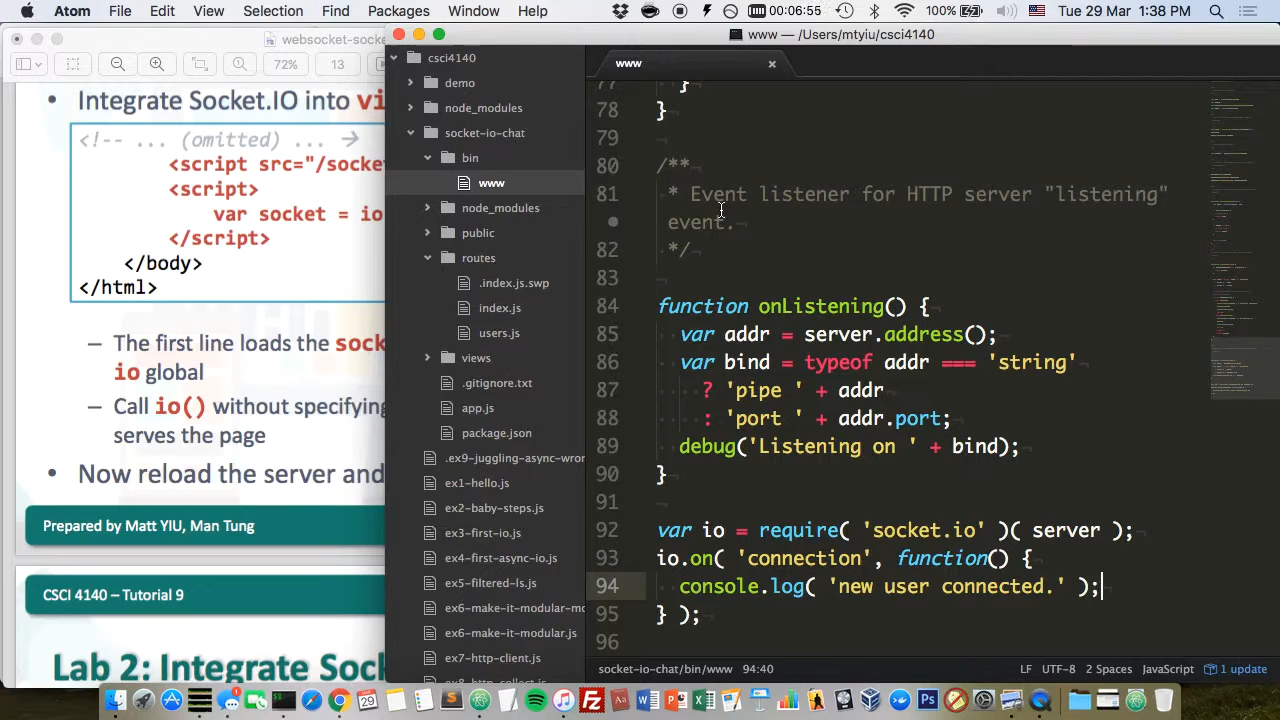 Atom File Edit View Selection Find Packages Window Help 00:06:55 100% Tue 29 Mar 1:38 PM
websocket-socke
72% 13
• Integrate Socket.IO into vi
<!-- ... (omitted) ... →
<script src="/socket
<script>
var socket = io
</script>
</body>
</html>
– The first line loads the sock
io global
– Call io() without specifying
serves the page
• Now reload the server and
Prepared by Matt YIU, Man Tung
CSCI 4140 – Tutorial 9
Lab 2: Integrate Sock
www — /Users/mtyiu/csci4140
csci4140
demo
node_modules
socket-io-chat
bin
www
node_modules
public
routes
.index.js.swp
index.js
users.js
views
.gitignore.txt
app.js
package.json
.ex9-juggling-async-wron
ex1-hello.js
ex2-baby-steps.js
ex3-first-io.js
ex4-first-async-io.js
ex5-filtered-ls.js
ex6-make-it-modular-mo
ex6-make-it-modular.js
ex7-http-client.js
ex8-http-collect.js
www
77 }
78 }
79
80 /**
81 * Event listener for HTTP server "listening"
• event.
82 */
83
84 function onListening() {
85 var addr = server.address();
86 var bind = typeof addr === 'string'
87 ? 'pipe ' + addr
88 : 'port ' + addr.port;
89 debug('Listening on ' + bind);
90 }
91
92 var io = require( 'socket.io' )( server );
93 io.on( 'connection', function() {
94 console.log( 'new user connected.' );
95 } );
96
socket-io-chat/bin/www 94:40 LF UTF-8 2 Spaces JavaScript 1 update